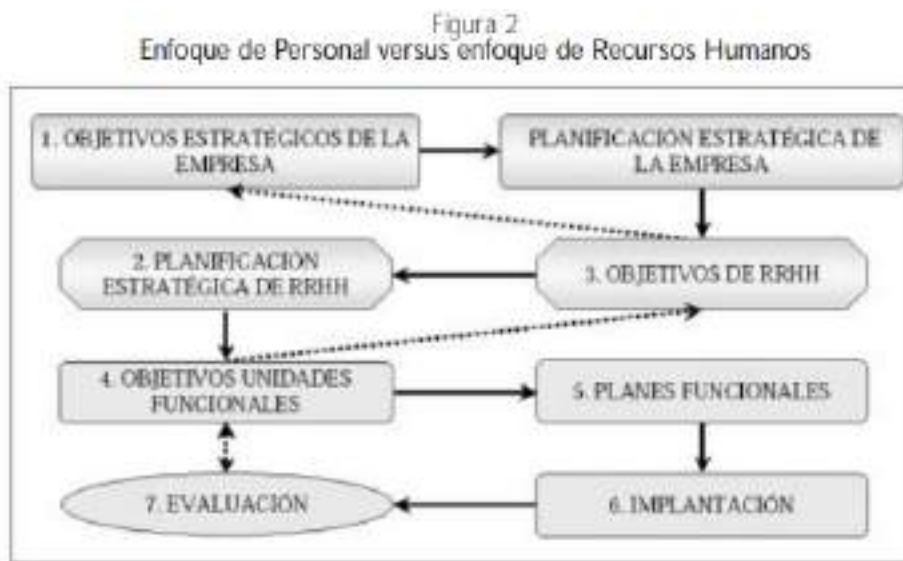 Figura 2
Enfoque de Personal versus enfoque de Recursos Humanos
1. OBJETIVOS ESTRATÉGICOS DE LA
EMPRESA
PLANIFICACIÓN ESTRATÉGICA DE
LA EMPRESA
2. PLANIFICACIÓN
ESTRATÉGICA DE RRHH
3. OBJETIVOS DE RRHH
4. OBJETIVOS UNIDADES
FUNCIONALES
5. PLANES FUNCIONALES
7. EVALUACIÓN
6. IMPLANTACIÓN